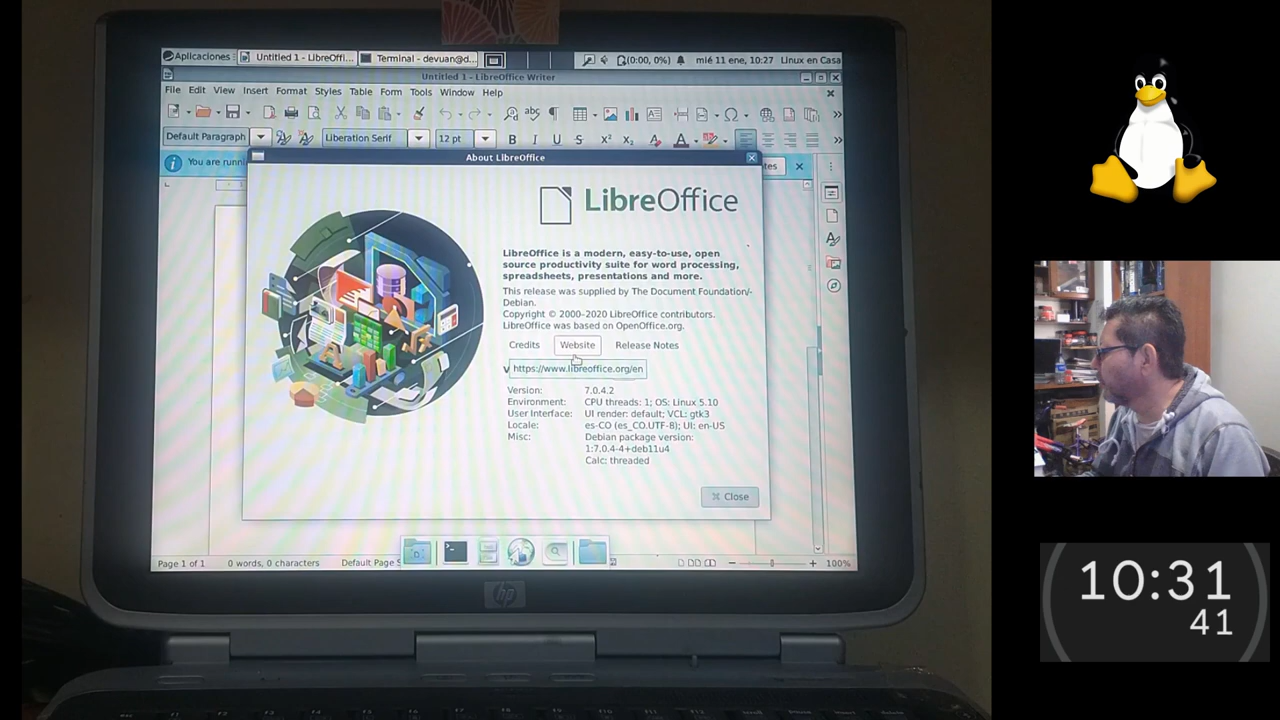 Aplicaciones
Untitled 1 - LibreOffi...
Terminal - devuan@d...
(0:00, 0%)
mié 11 ene, 10:27
Linux en Casa
Untitled 1 - LibreOffice Writer
File Edit View Insert Format Styles Table Form Tools Window Help
Default Paragraph
Liberation Serif
12 pt
You are runni
About LibreOffice
tes
LibreOffice
LibreOffice is a modern, easy-to-use, open
source productivity suite for word processing,
spreadsheets, presentations and more.
This release was supplied by The Document Foundation/-
Debian.
Copyright © 2000-2020 LibreOffice contributors.
LibreOffice was based on OpenOffice.org.
Credits Website Release Notes
https://www.libreoffice.org/en
Version: 7.0.4.2
Environment: CPU threads: 1; OS: Linux 5.10
User Interface: UI render: default; VCL: gtk3
Locale: es-CO (es_CO.UTF-8); UI: en-US
Misc: Debian package version:
1:7.0.4-4+deb11u4
Calc: threaded
Close
Page 1 of 1
0 words, 0 characters
Default Page S
100%
hp
10:31
41